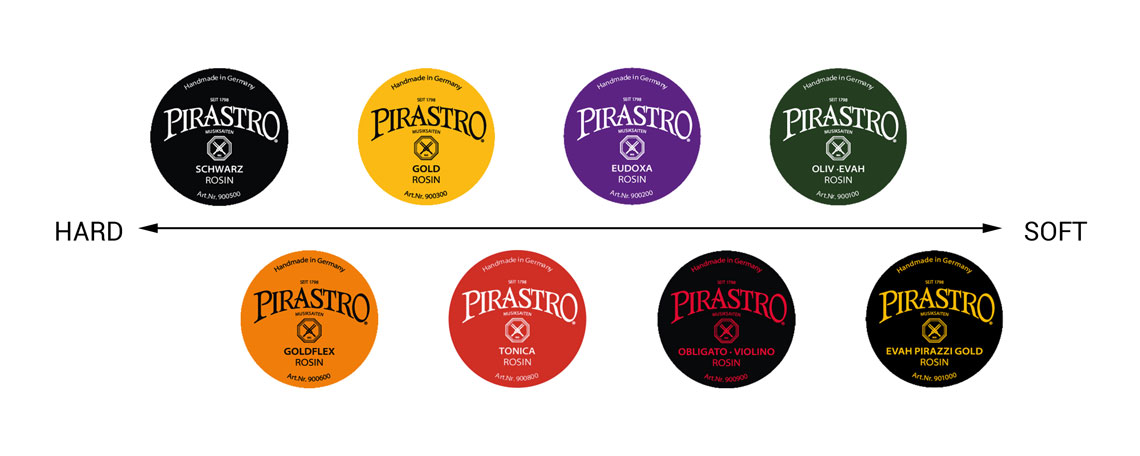 Handmade in Germany
SEIT 1798
PIRASTRO
MUSIKSAITEN
SCHWARZ
ROSIN
Art.Nr. 900500
Handmade in Germany
SEIT 1798
PIRASTRO®
MUSIKSAITEN
GOLD
ROSIN
Art.Nr. 900300
Handmade in Germany
SEIT 1798
PIRASTRO®
MUSIKSAITEN
EUDOXA
ROSIN
Art.Nr. 900200
Handmade in Germany
SEIT 1798
PIRASTRO®
MUSIKSAITEN
OLIV·EVAH
ROSIN
Art.Nr. 900100
HARD
SOFT
Handmade in Germany
SEIT 1798
PIRASTRO®
MUSIKSAITEN
GOLDFLEX
ROSIN
Art.Nr. 900600
Handmade in Germany
SEIT 1798
PIRASTRO®
MUSIKSAITEN
TONICA
ROSIN
Art.Nr. 900800
Handmade in Germany
SEIT 1798
PIRASTRO®
MUSIKSAITEN
OBLIGATO · VIOLINO
ROSIN
Art.Nr. 900900
Handmade in Germany
SEIT 1798
PIRASTRO®
MUSIKSAITEN
EVAH PIRAZZI GOLD
ROSIN
Art.Nr. 901000